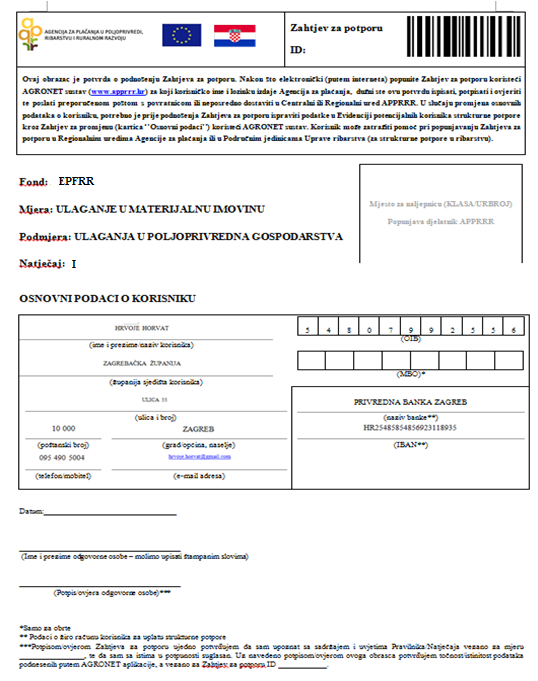 AGENCIJA ZA PLAĆANJA U POLJOPRIVREDI,
RIBARSTVU I RURALNOM RAZVOJU
Zahtjev za potporu
ID:
Ovaj obrazac je potvrda o podnošenju Zahtjeva za potporu. Nakon što elektronički (putem interneta) popunite Zahtjev za potporu koristeći
AGRONET sustav (www.apprrr.hr) za koji korisničko ime i lozinku izdaje Agencija za plaćanja, dužni ste ovu potvrdu ispisati, potpisati i ovjeriti
te poslati preporučenom poštom s povratnicom ili neposredno dostaviti u Centralni ili Regionalni ured APPRRR. U slučaju promjena osnovnih
podataka o korisniku, potrebno je prije podnošenja Zahtjeva za potporu ispraviti podatke u Evidenciji potencijalnih korisnika strukturne potpore
kroz Zahtjev za promjenu (kartica "Osnovni podaci") koristeći AGRONET sustav. Korisnik može zatražiti pomoć pri popunjavanju Zahtjeva za
potporu u Regionalnim uredima Agencije za plaćanja ili u Područnim jedinicama Uprave ribarstva (za strukturne potpore u ribarstvu).
Fond: EPFRR
Mjera: ULAGANJE U MATERIJALNU IMOVINU
Podmjera: ULAGANJA U POLJOPRIVREDNA GOSPODARSTVA
Natječaj: I
Mjesto za naljepnicu (KLASA/URBROJ)
Popunjava djelatnik APPRRR
OSNOVNI PODACI O KORISNIKU
HRVOJE HORVAT
(ime i prezime/naziv korisnika)
ZAGREBAČKA ŽUPANIJA
(županija sjedišta korisnika)
ULICA
(ulica i broj)
10 000 ZAGREB
(poštanski broj) (grad/općina, naselje)
095 490 5004 hrvoje.horvat@gmail.com
(telefon/mobitel) (e-mail adresa)
5 4 8 0 7 9 9 2 5 5 6
(OIB)
(MBO)*
PRIVREDNA BANKA ZAGREB
(naziv banke**)
HR25485854856923118935
(IBAN**)
Datum:
(Ime i prezime odgovorne osobe – molimo upisati štampanim slovima)
(Potpis/ovjera odgovorne osobe)***
*Samo za obrte
** Podaci o žiro računu korisnika za uplatu strukturne potpore
***Potpisom/ovjerom Zahtjeva za potporu ujedno potvrđujem da sam upoznat sa sadržajem i uvjetima Pravilnika/Natječaja vezano za mjeru
, te da sam sa istima u potpunosti suglasan. Uz navedeno potpisom/ovjerom ovoga obrasca potvrđujem točnost/istinitost podataka
podnesenih putem AGRONET aplikacije, a vezano za Zahtjev za potporu ID .